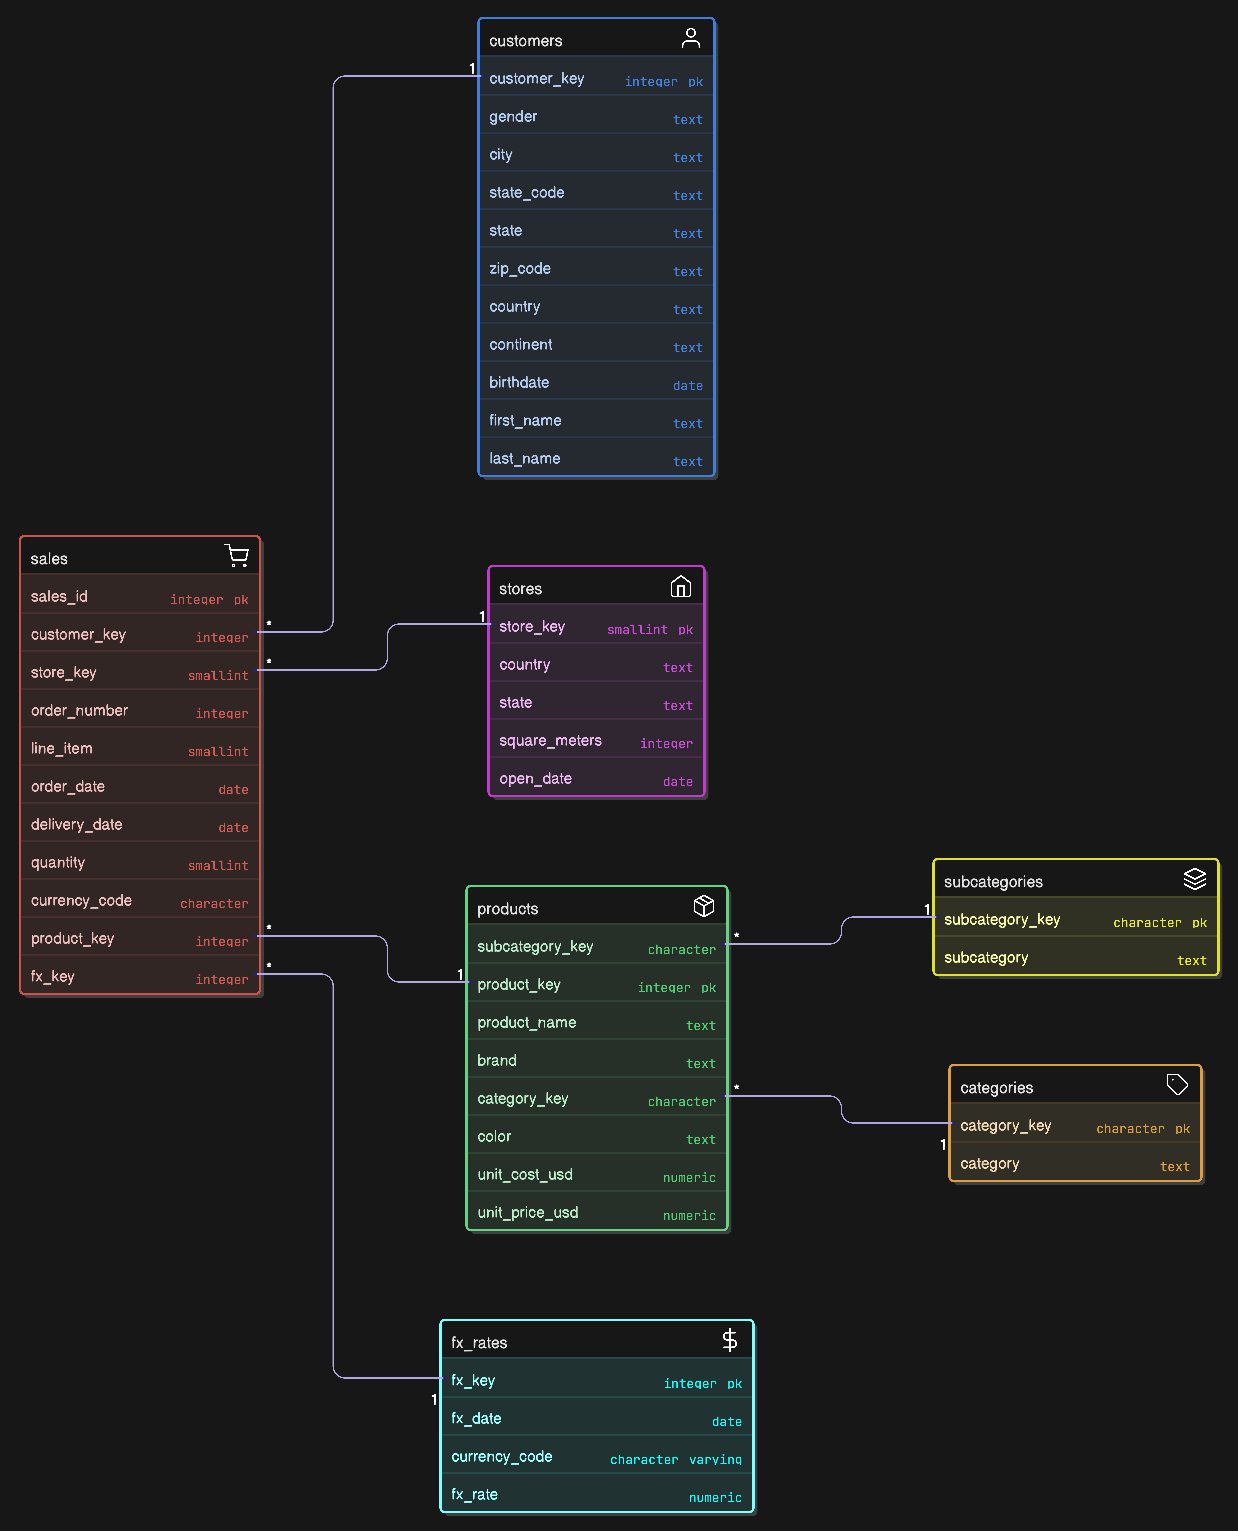 customers
1
customer_key integer pk
gender text
city text
state_code text
state text
zip_code text
country text
continent text
birthdate date
first_name text
last_name text
sales
sales_id integer pk
customer_key integer *
store_key smallint *
order_number integer
line_item smallint
order_date date
delivery_date date
quantity smallint
currency_code character
product_key integer *
fx_key integer *
stores
1
store_key smallint pk
country text
state text
square_meters integer
open_date date
products
subcategory_key character *
1
product_key integer pk
product_name text
brand text
category_key character *
color text
unit_cost_usd numeric
unit_price_usd numeric
subcategories
1
subcategory_key character pk
subcategory text
categories
category_key character pk
1
category text
fx_rates
fx_key integer pk
1
fx_date date
currency_code character varying
fx_rate numeric